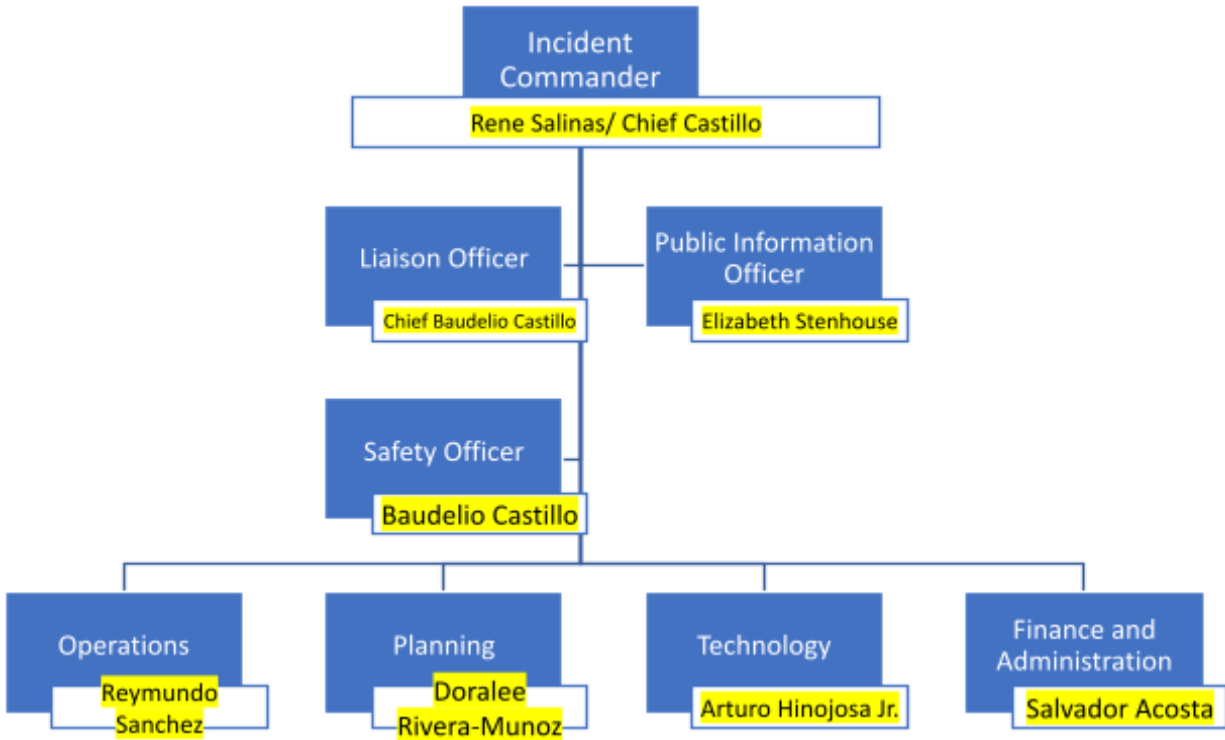 Incident
Commander
Rene Salinas/ Chief Castillo
Liaison Officer
Chief Baudelio Castillo
Public Information
Officer
Elizabeth Stenhouse
Safety Officer
Baudelio Castillo
Operations
Reymundo
Sanchez
Planning
Doralee
Rivera-Munoz
Technology
Arturo Hinojosa Jr.
Finance and
Administration
Salvador Acosta